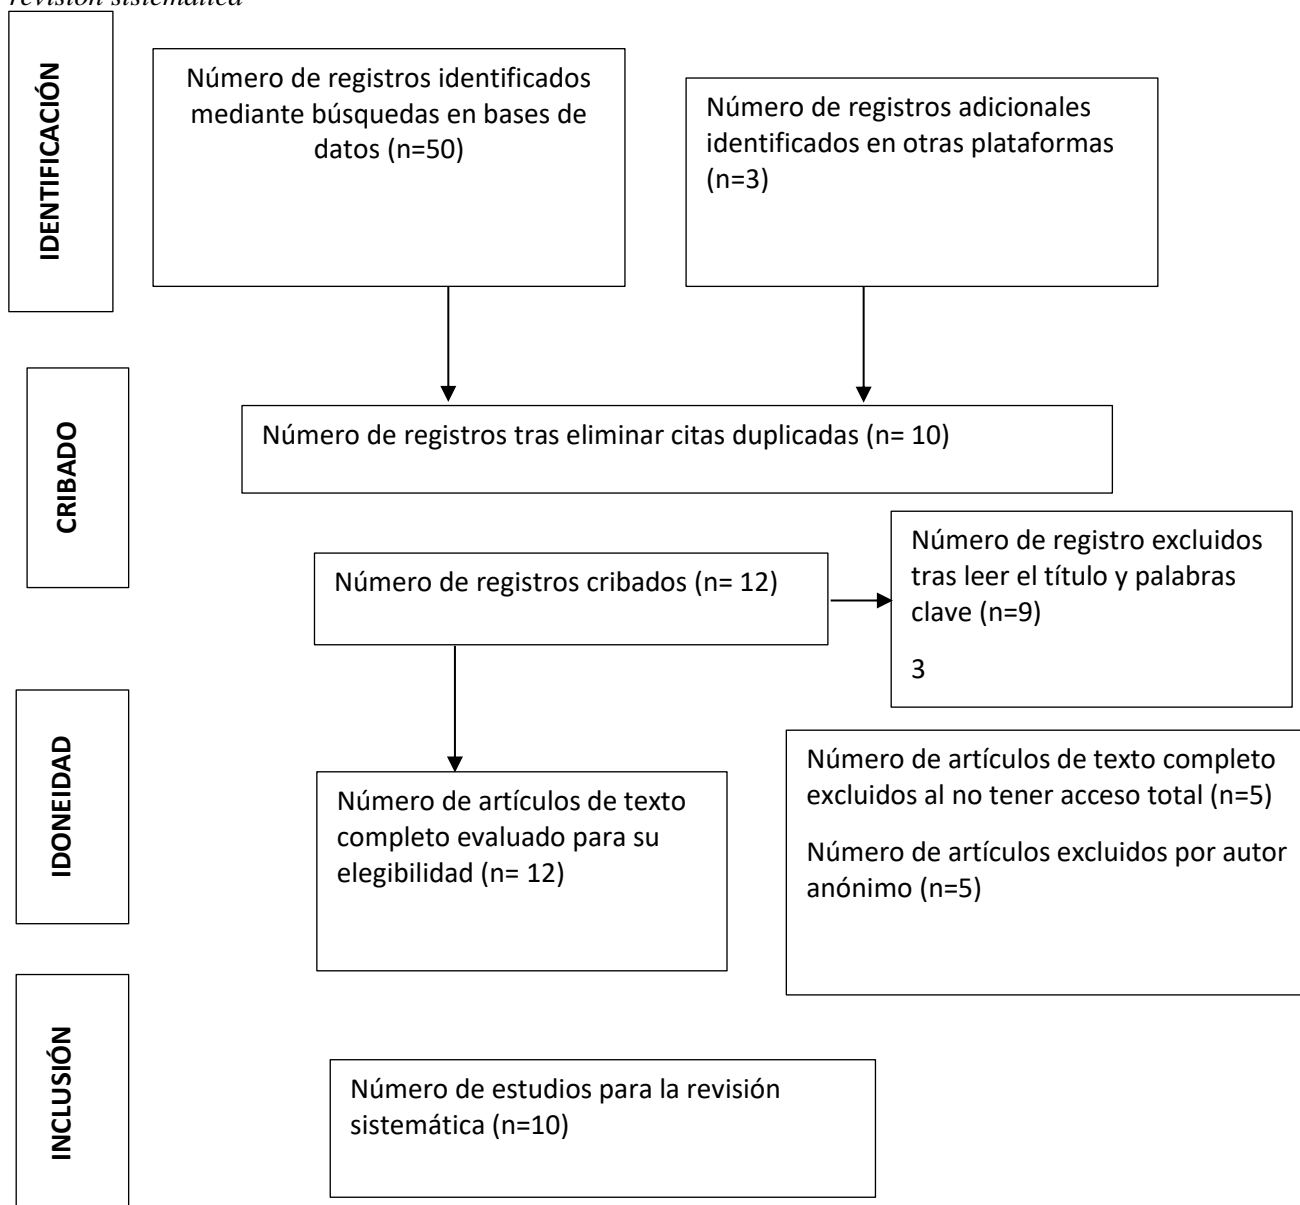 revisión sistemática
IDENTIFICACIÓN
Número de registros identificados
mediante búsquedas en bases de
datos (n=50)
Número de registros adicionales
identificados en otras plataformas
(n=3)
CRIBADO
Número de registros tras eliminar citas duplicadas (n= 10)
Número de registros cribados (n= 12)
Número de registro excluidos
tras leer el título y palabras
clave (n=9)
3
IDONEIDAD
Número de artículos de texto
completo evaluado para su
elegibilidad (n= 12)
Número de artículos de texto completo
excluidos al no tener acceso total (n=5)
Número de artículos excluidos por autor
anónimo (n=5)
INCLUSIÓN
Número de estudios para la revisión
sistemática (n=10)